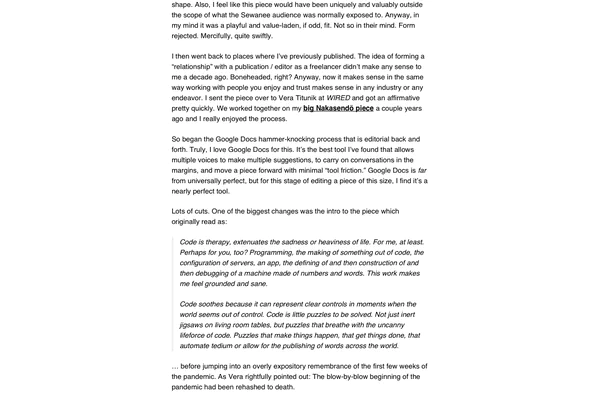 shape. Also, I feel like this piece would have been uniquely and valuably outside
the scope of what the Sewanee audience was normally exposed to. Anyway, in
my mind it was a playful and value-laden, if odd, fit. Not so in their mind. Form
rejected. Mercifully, quite swiftly.
I then went back to places where I've previously published. The idea of forming a
“relationship” with a publication / editor as a freelancer didn't make any sense to
me a decade ago. Boneheaded, right? Anyway, now it makes sense in the same
way working with people you enjoy and trust makes sense in any industry or any
endeavor. I sent the piece over to Vera Titunik at WIRED and got an affirmative
pretty quickly. We worked together on my big Nakasendō piece a couple years
ago and I really enjoyed the process.
So began the Google Docs hammer-knocking process that is editorial back and
forth. Truly, I love Google Docs for this. It's the best tool I've found that allows
multiple voices to make multiple suggestions, to carry on conversations in the
margins, and move a piece forward with minimal “tool friction.” Google Docs is far
from universally perfect, but for this stage of editing a piece of this size, I find it's a
nearly perfect tool.
Lots of cuts. One of the biggest changes was the intro to the piece which
originally read as:
Code is therapy, extenuates the sadness or heaviness of life. For me, at least.
Perhaps for you, too? Programming, the making of something out of code, the
configuration of servers, an app, the defining of and then construction of and
then debugging of a machine made of numbers and words. This work makes
me feel grounded and sane.
Code soothes because it can represent clear controls in moments when the
world seems out of control. Code is little puzzles to be solved. Not just inert
jigsaws on living room tables, but puzzles that breathe with the uncanny
lifeforce of code. Puzzles that make things happen, that get things done, that
automate tedium or allow for the publishing of words across the world.
… before jumping into an overly expository remembrance of the first few weeks of
the pandemic. As Vera rightfully pointed out: The blow-by-blow beginning of the
pandemic had been rehashed to death.